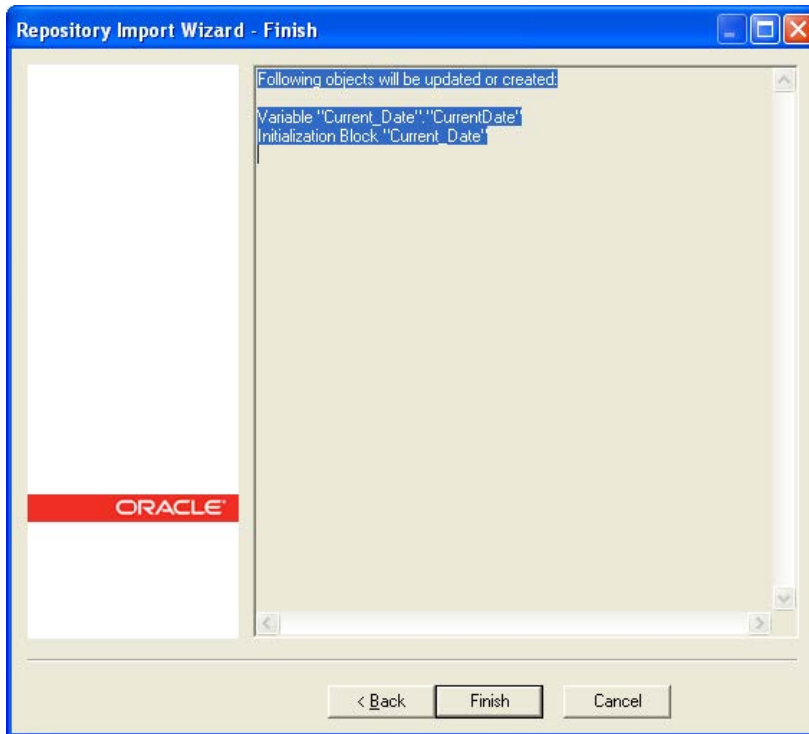 Repository Import Wizard - Finish
Following objects will be updated or created:
Variable "Current_Date"."CurrentDate"
Initialization Block "Current_Date"
ORACLE
< Back
Finish
Cancel